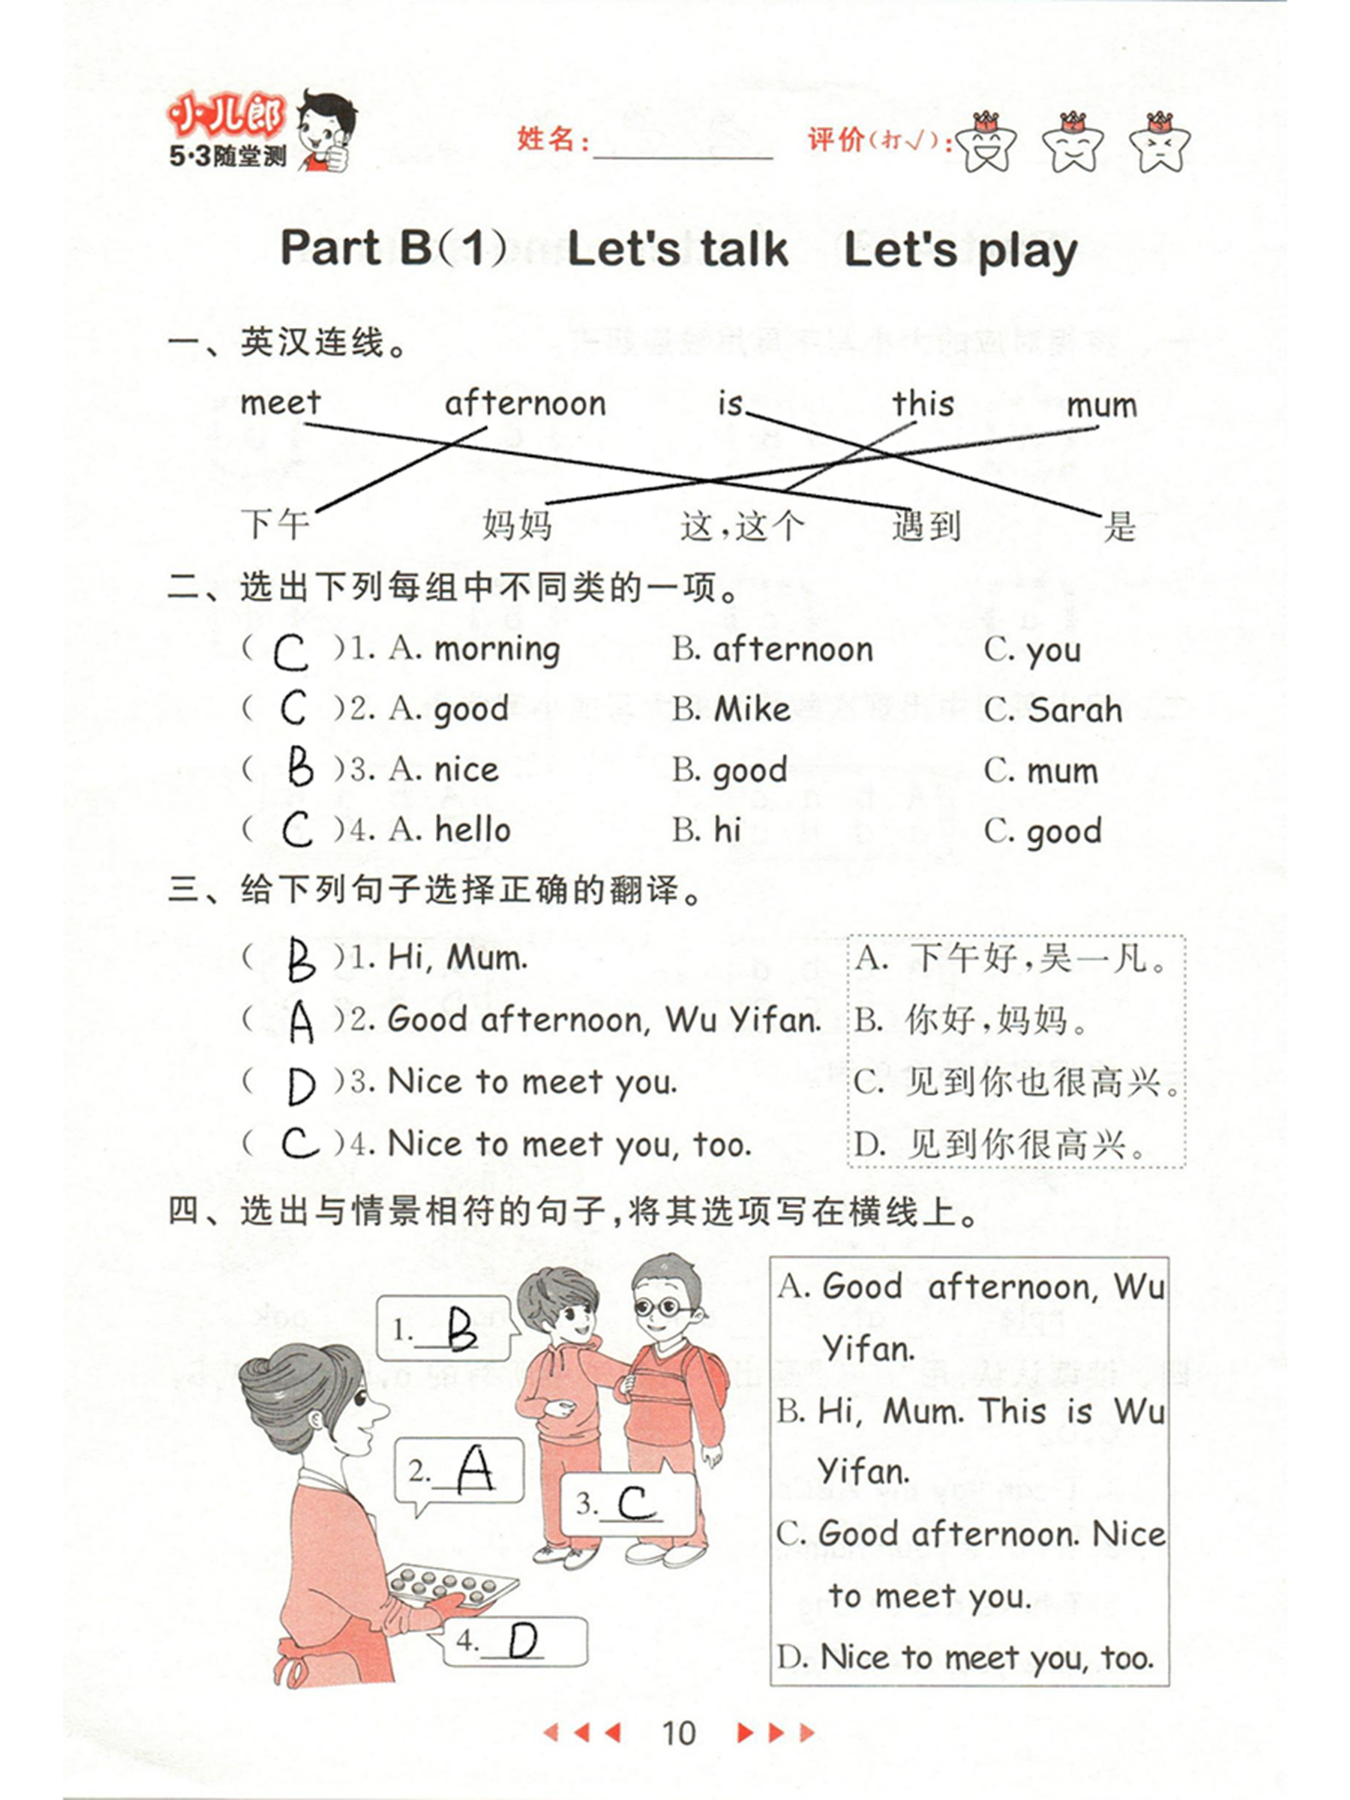 小儿郎
5·3随堂测
姓名:
评价(打√):
Part B(1) Let's talk Let's play
一、英汉连线。
meet afternoon is this mum
下午 妈妈 这,这个 遇到 是
二、选出下列每组中不同类的一项。
( C )1. A. morning B. afternoon C. you
( C )2. A. good B. Mike C. Sarah
( B )3. A. nice B. good C. mum
( C )4. A. hello B. hi C. good
三、给下列句子选择正确的翻译。
( B )1. Hi, Mum.
( A )2. Good afternoon, Wu Yifan.
( D )3. Nice to meet you.
( C )4. Nice to meet you, too.
A. 下午好,吴一凡。
B. 你好,妈妈。
C. 见到你也很高兴。
D. 见到你很高兴。
四、选出与情景相符的句子,将其选项写在横线上。
1. B
2. A
3. C
4. D
A. Good afternoon, Wu
Yifan.
B. Hi, Mum. This is Wu
Yifan.
C. Good afternoon. Nice
to meet you.
D. Nice to meet you, too.
10